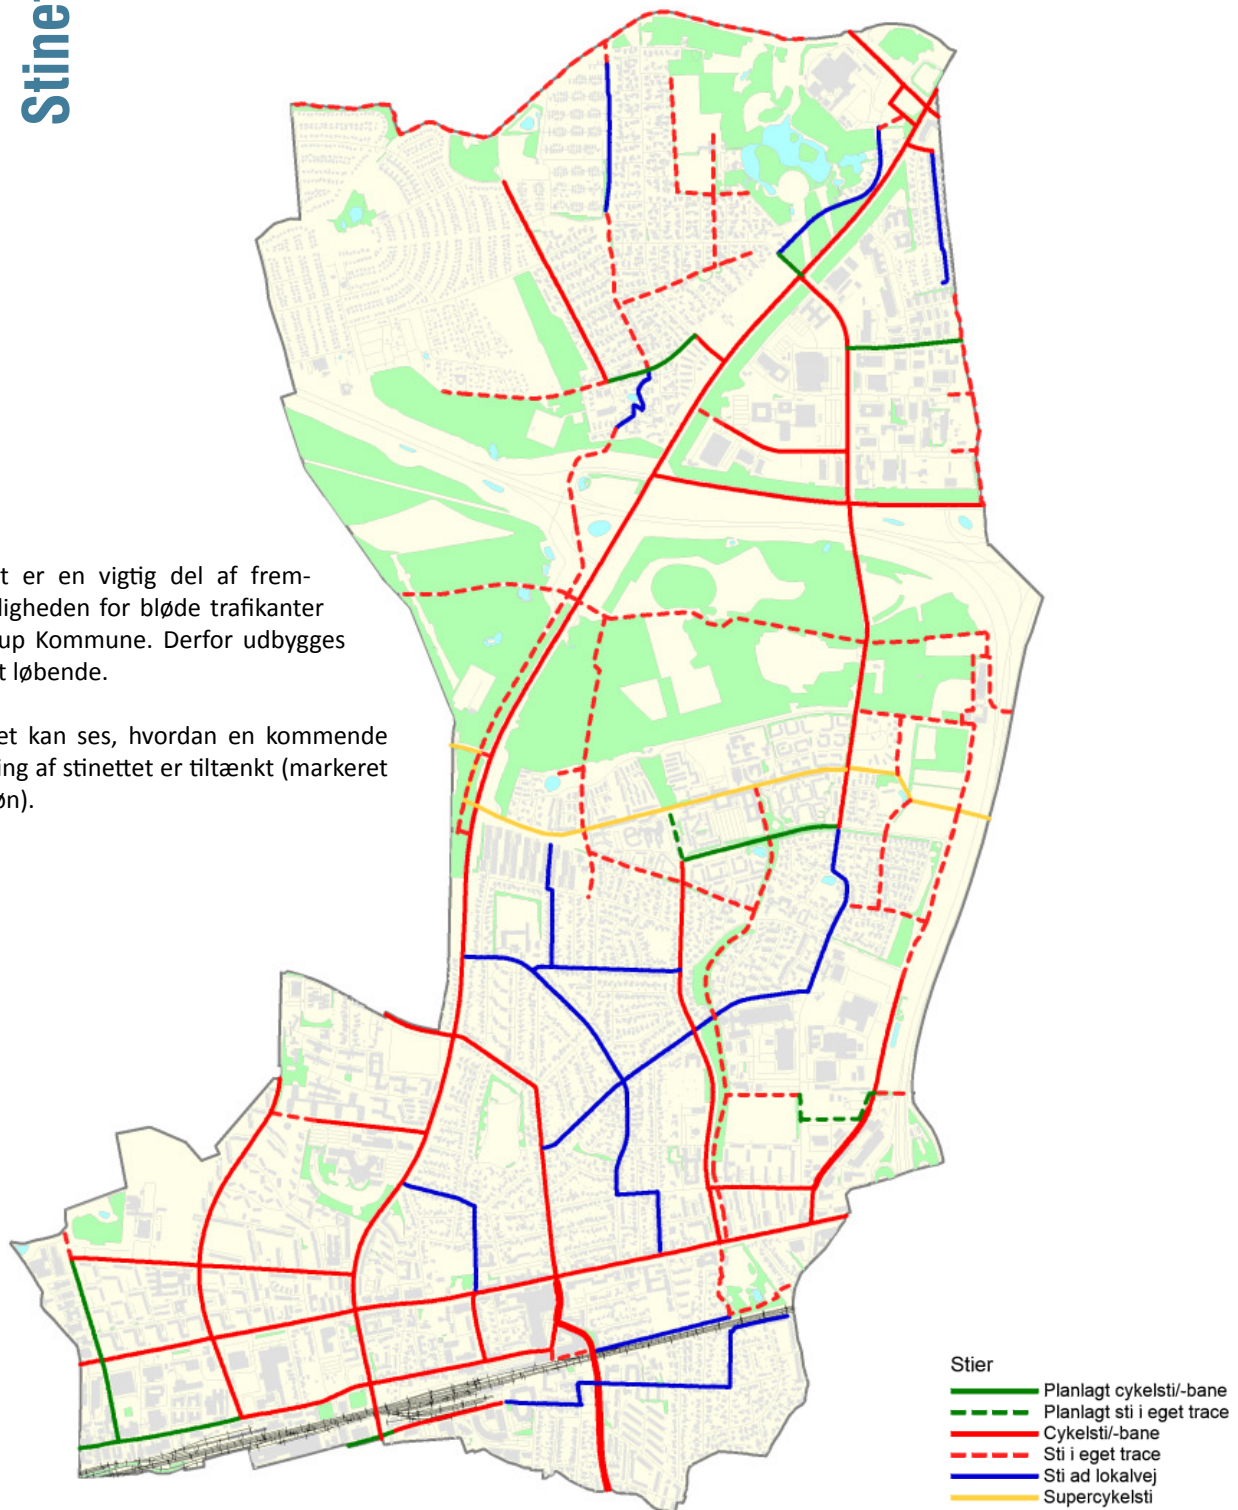 Stine
t er en vigtig del af frem-
ligheden for bløde trafikanter
up Kommune. Derfor udbygges
t løbende.
et kan ses, hvordan en kommende
ing af stinettet er tiltænkt (markeret
øn).
Stier
Planlagt cykelsti/-bane
Planlagt sti i eget trace
Cykelsti/-bane
Sti i eget trace
Sti ad lokalvej
Supercykelsti